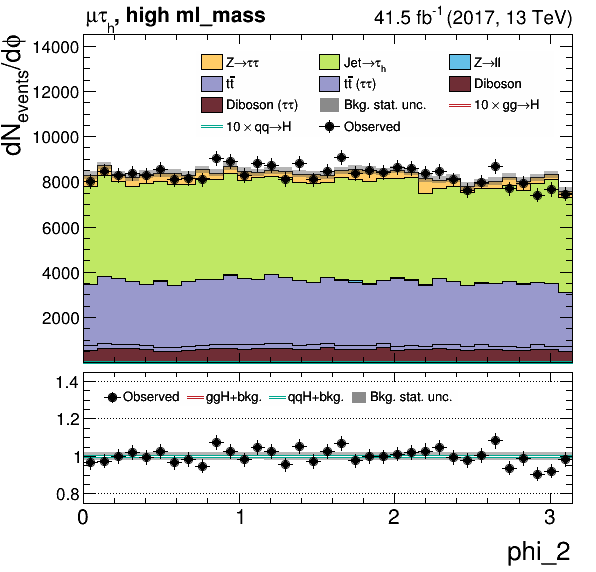 μτh, high ml_mass 41.5 fb-1 (2017, 13 TeV)
dNevents/dϕ
14000
12000
10000
8000
6000
4000
2000
Z→ττ Jet→τh Z→ll
tt̄ tt̄ (ττ) Diboson
Diboson (ττ) Bkg. stat. unc. 10 × gg→H
10 × qq→H Observed
1.4
1.2
1
0.8
Observed ggH+bkg. qqH+bkg. Bkg. stat. unc.
0 1 2 3
phi_2